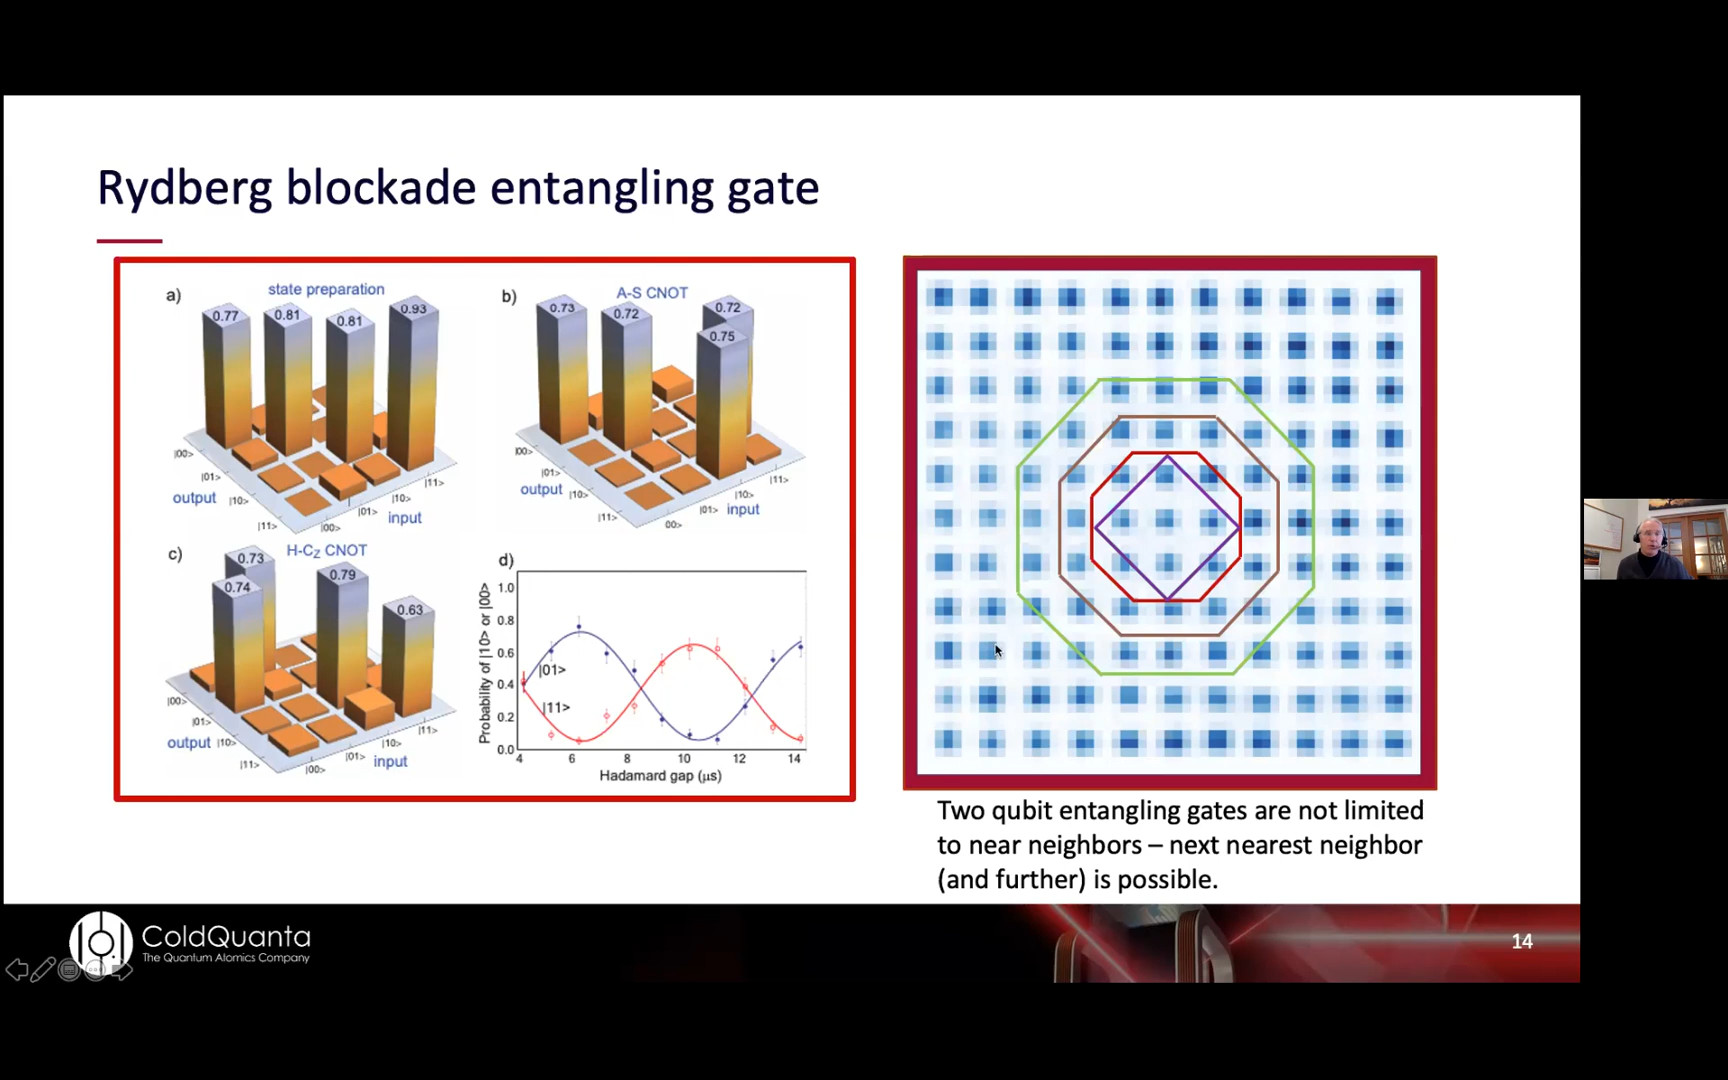 Rydberg blockade entangling gate
a)
state preparation
0.77
0.81
0.81
0.93
|00>
|01>
|10>
|11>
output
|00>
|01>
|10>
|11>
input
b)
A-S CNOT
0.73
0.72
0.72
0.75
|00>
|01>
|10>
|11>
output
00>
|01>
|10>
|11>
input
c)
H-CZ CNOT
0.73
0.74
0.79
0.63
|00>
|01>
|10>
|11>
output
|00>
|01>
|10>
|11>
input
d)
Probability of |10> or |00>
1.0
0.8
0.6
0.4
0.2
0.0
|01>
|11>
4 6 8 10 12 14
Hadamard gap (μs)
Two qubit entangling gates are not limited
to near neighbors – next nearest neighbor
(and further) is possible.
ColdQuanta
The Quantum Atomics Company
14